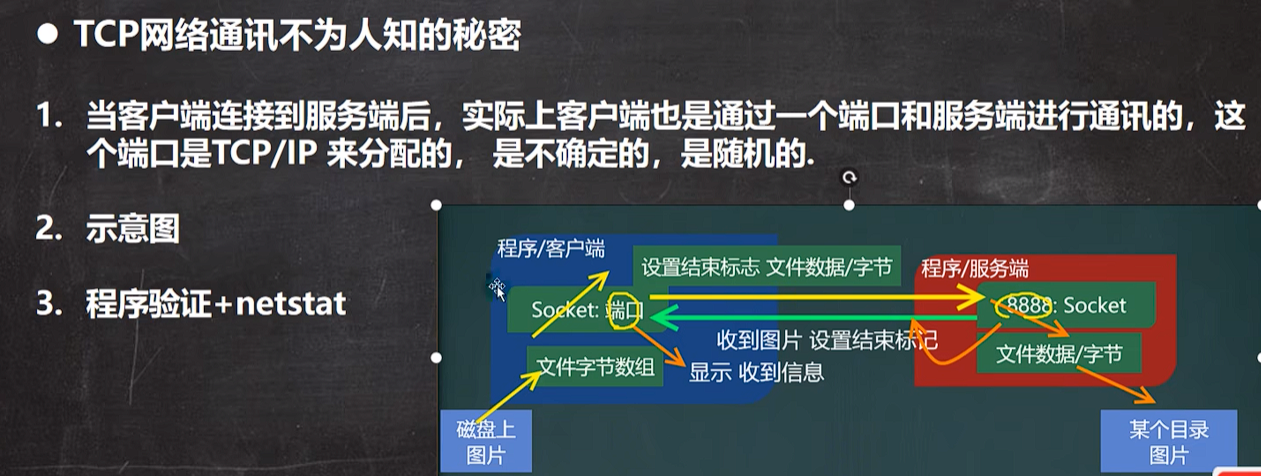 ● TCP网络通讯不为人知的秘密
1. 当客户端连接到服务端后，实际上客户端也是通过一个端口和服务端进行通讯的，这
个端口是TCP/IP 来分配的， 是不确定的，是随机的.
2. 示意图
3. 程序验证+netstat
程序/客户端
设置结束标志 文件数据/字节
程序/服务端
Socket: 端口
8888: Socket
收到图片 设置结束标记
文件数据/字节
文件字节数组
显示 收到信息
磁盘上
图片
某个目录
图片